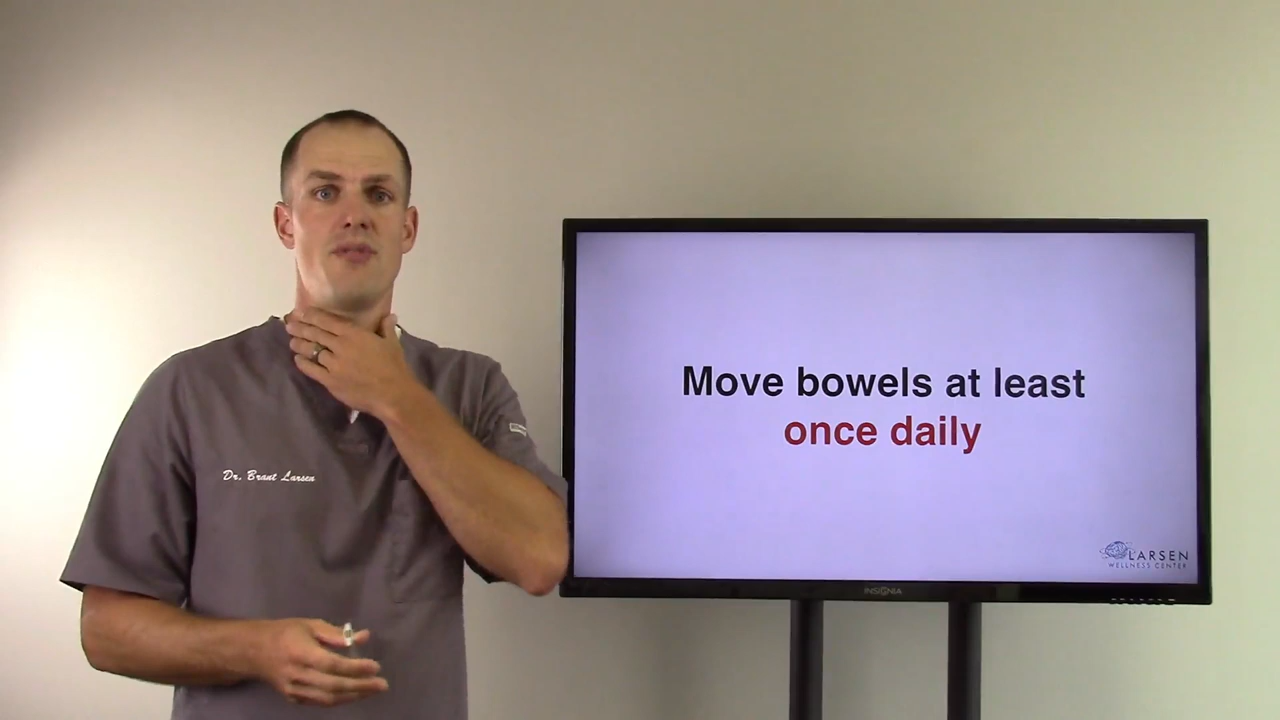 Dr. Brant Larsen
Move bowels at least
once daily
LARSEN
WELLNESS CENTER
INSIGNIA